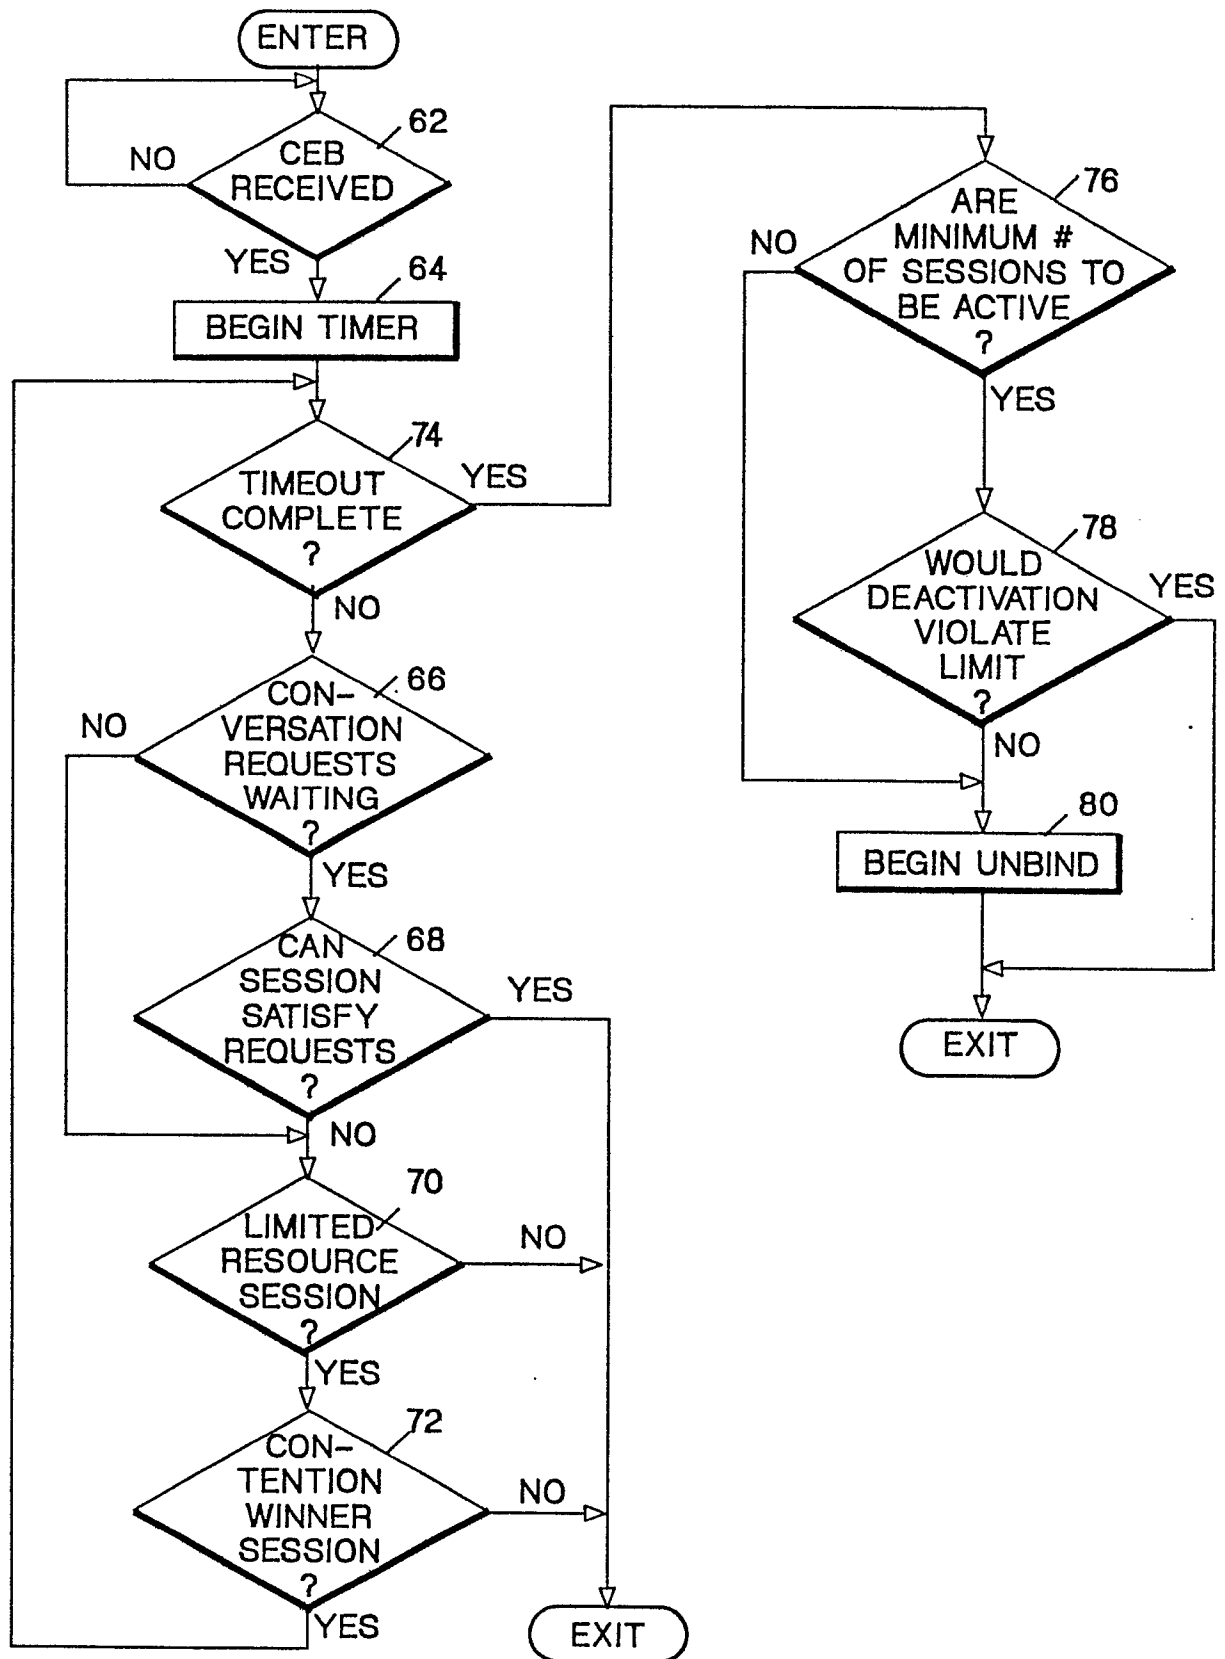 ENTER
62
CEB
RECEIVED
NO
YES
64
BEGIN TIMER
74
TIMEOUT
COMPLETE
?
YES
NO
66
CON-
VERSATION
REQUESTS
WAITING
?
NO
YES
68
CAN
SESSION
SATISFY
REQUESTS
?
YES
NO
70
LIMITED
RESOURCE
SESSION
?
NO
YES
72
CON-
TENTION
WINNER
SESSION
?
NO
YES
EXIT
76
ARE
MINIMUM #
OF SESSIONS TO
BE ACTIVE
?
NO
YES
78
WOULD
DEACTIVATION
VIOLATE
LIMIT
?
YES
NO
80
BEGIN UNBIND
EXIT